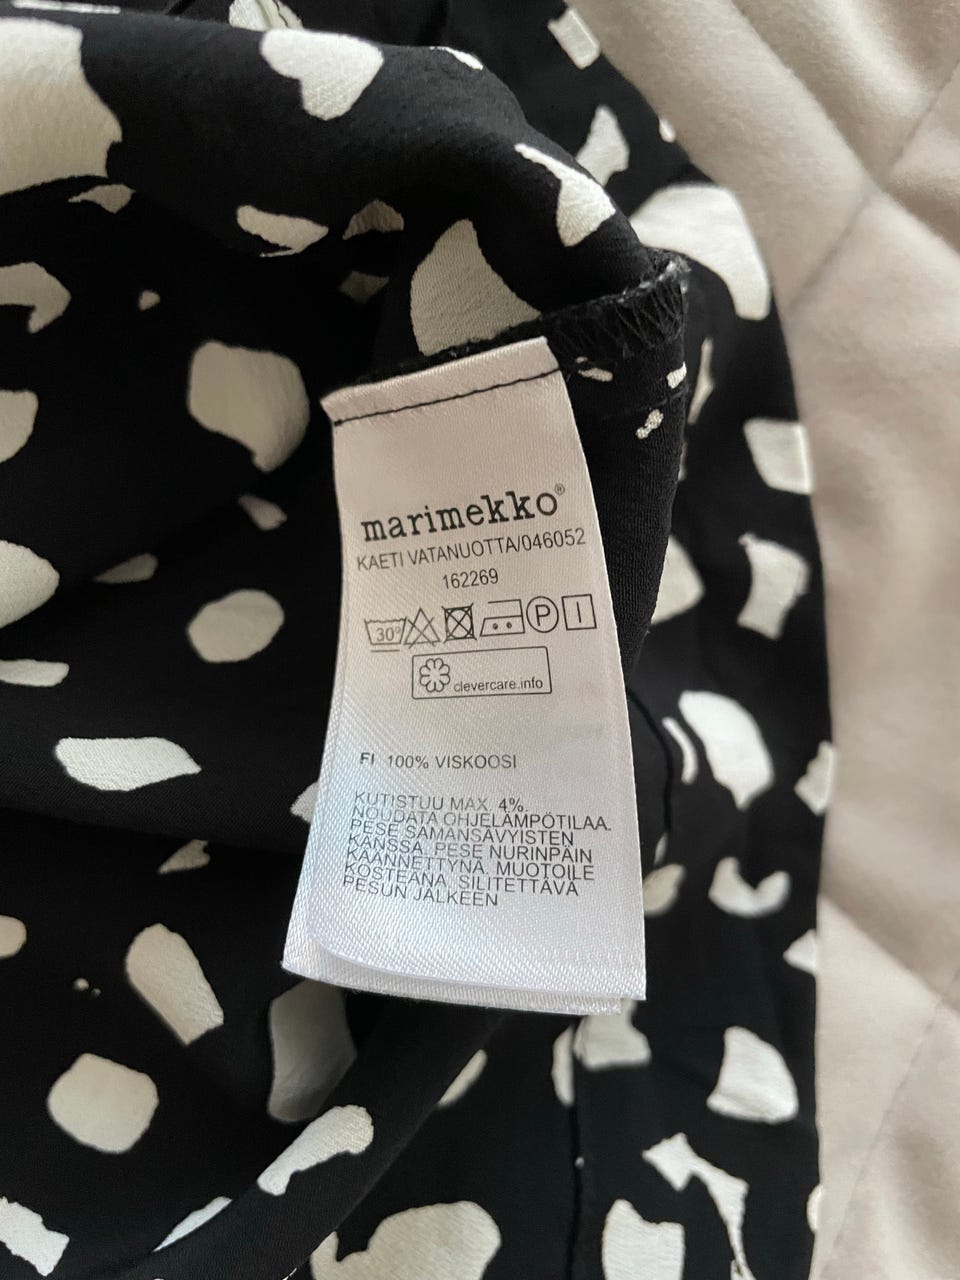 marimekko®
KAETI VATANUOTTA/046052
162269
30°
P
clevercare.info
FI 100% VISKOOSI
KUTISTUU MAX. 4%.
NOUDATA OHJELÄMPÖTILAA.
PESE SAMANSÄVYISTEN
KANSSA. PESE NURINPÄIN
KÄÄNNETTYNÄ. MUOTOILE
KOSTEANA. SILITETTÄVÄ
PESUN JÄLKEEN